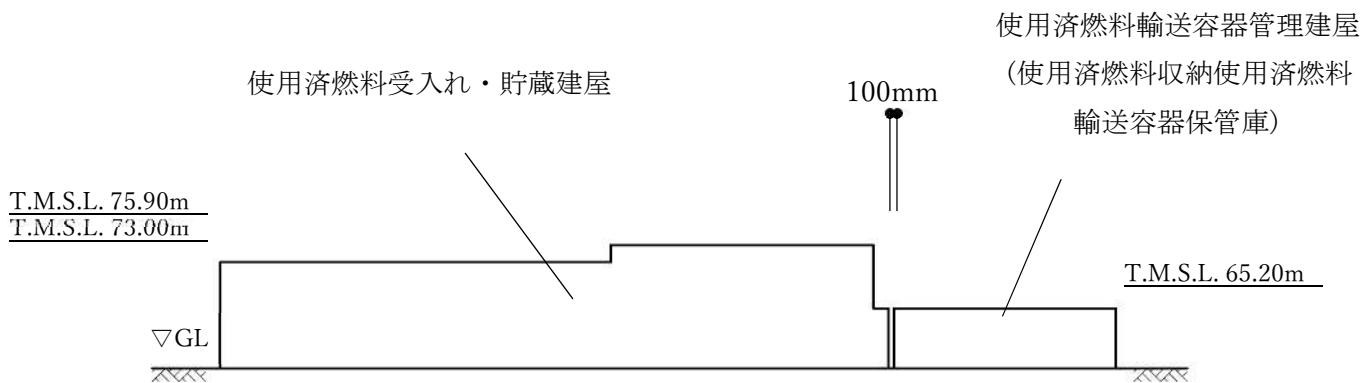 使用済燃料輸送容器管理建屋
(使用済燃料収納使用済燃料
輸送容器保管庫)
使用済燃料受入れ・貯蔵建屋
100mm
T.M.S.L. 75.90m
T.M.S.L. 73.00m
T.M.S.L. 65.20m
▽GL